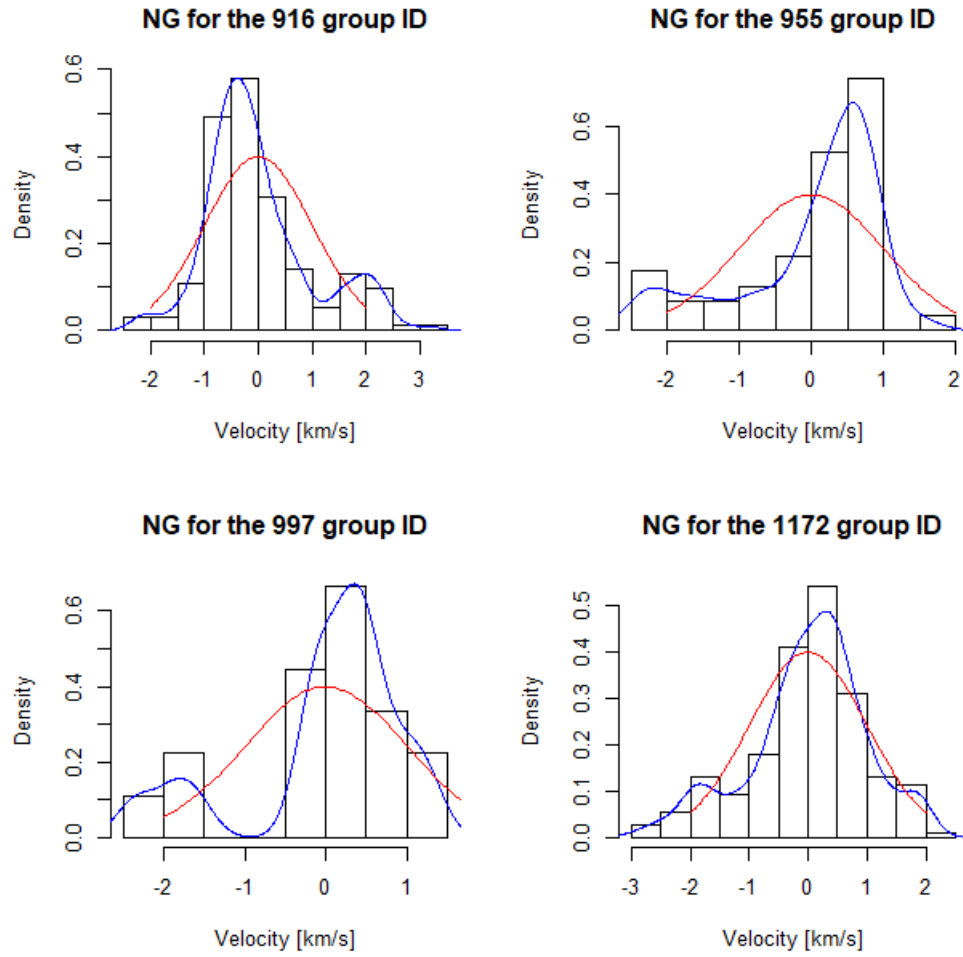 NG for the 916 group ID
Density
0.0
0.2
0.4
0.6
-2 -1 0 1 2 3
Velocity [km/s]
NG for the 955 group ID
Density
0.0
0.2
0.4
0.6
-2 -1 0 1 2
Velocity [km/s]
NG for the 997 group ID
Density
0.0
0.2
0.4
0.6
-2 -1 0 1
Velocity [km/s]
NG for the 1172 group ID
Density
0.0
0.1
0.2
0.3
0.4
0.5
-3 -2 -1 0 1 2
Velocity [km/s]